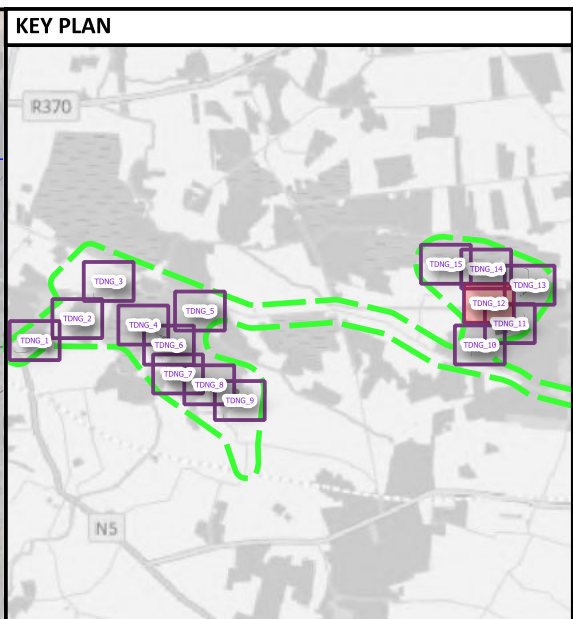 KEY PLAN
R370
TDNG_15
TDNG_14
TDNG_3
TDNG_13
TDNG_12
TDNG_5
TDNG_2
TDNG_4
TDNG_11
TDNG_1
TDNG_6
TDNG_10
TDNG_7
TDNG_8
TDNG_9
N5